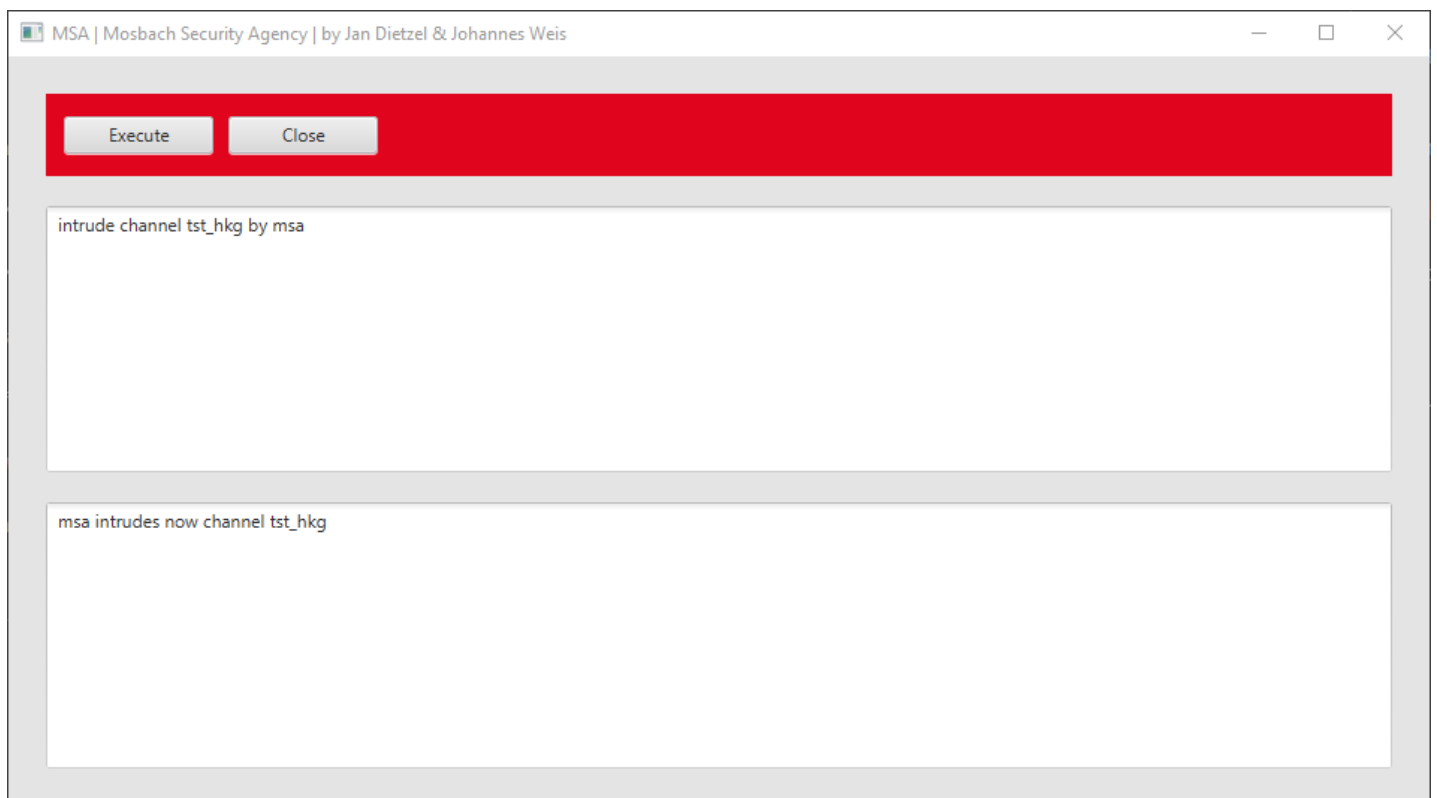 MSA | Mosbach Security Agency | by Jan Dietzel & Johannes Weis
Execute Close
intrude channel tst_hkg by msa
msa intrudes now channel tst_hkg